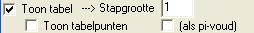 Toon tabel ---> Stapgrootte 1
Toon tabelpunten (als pi-voud)